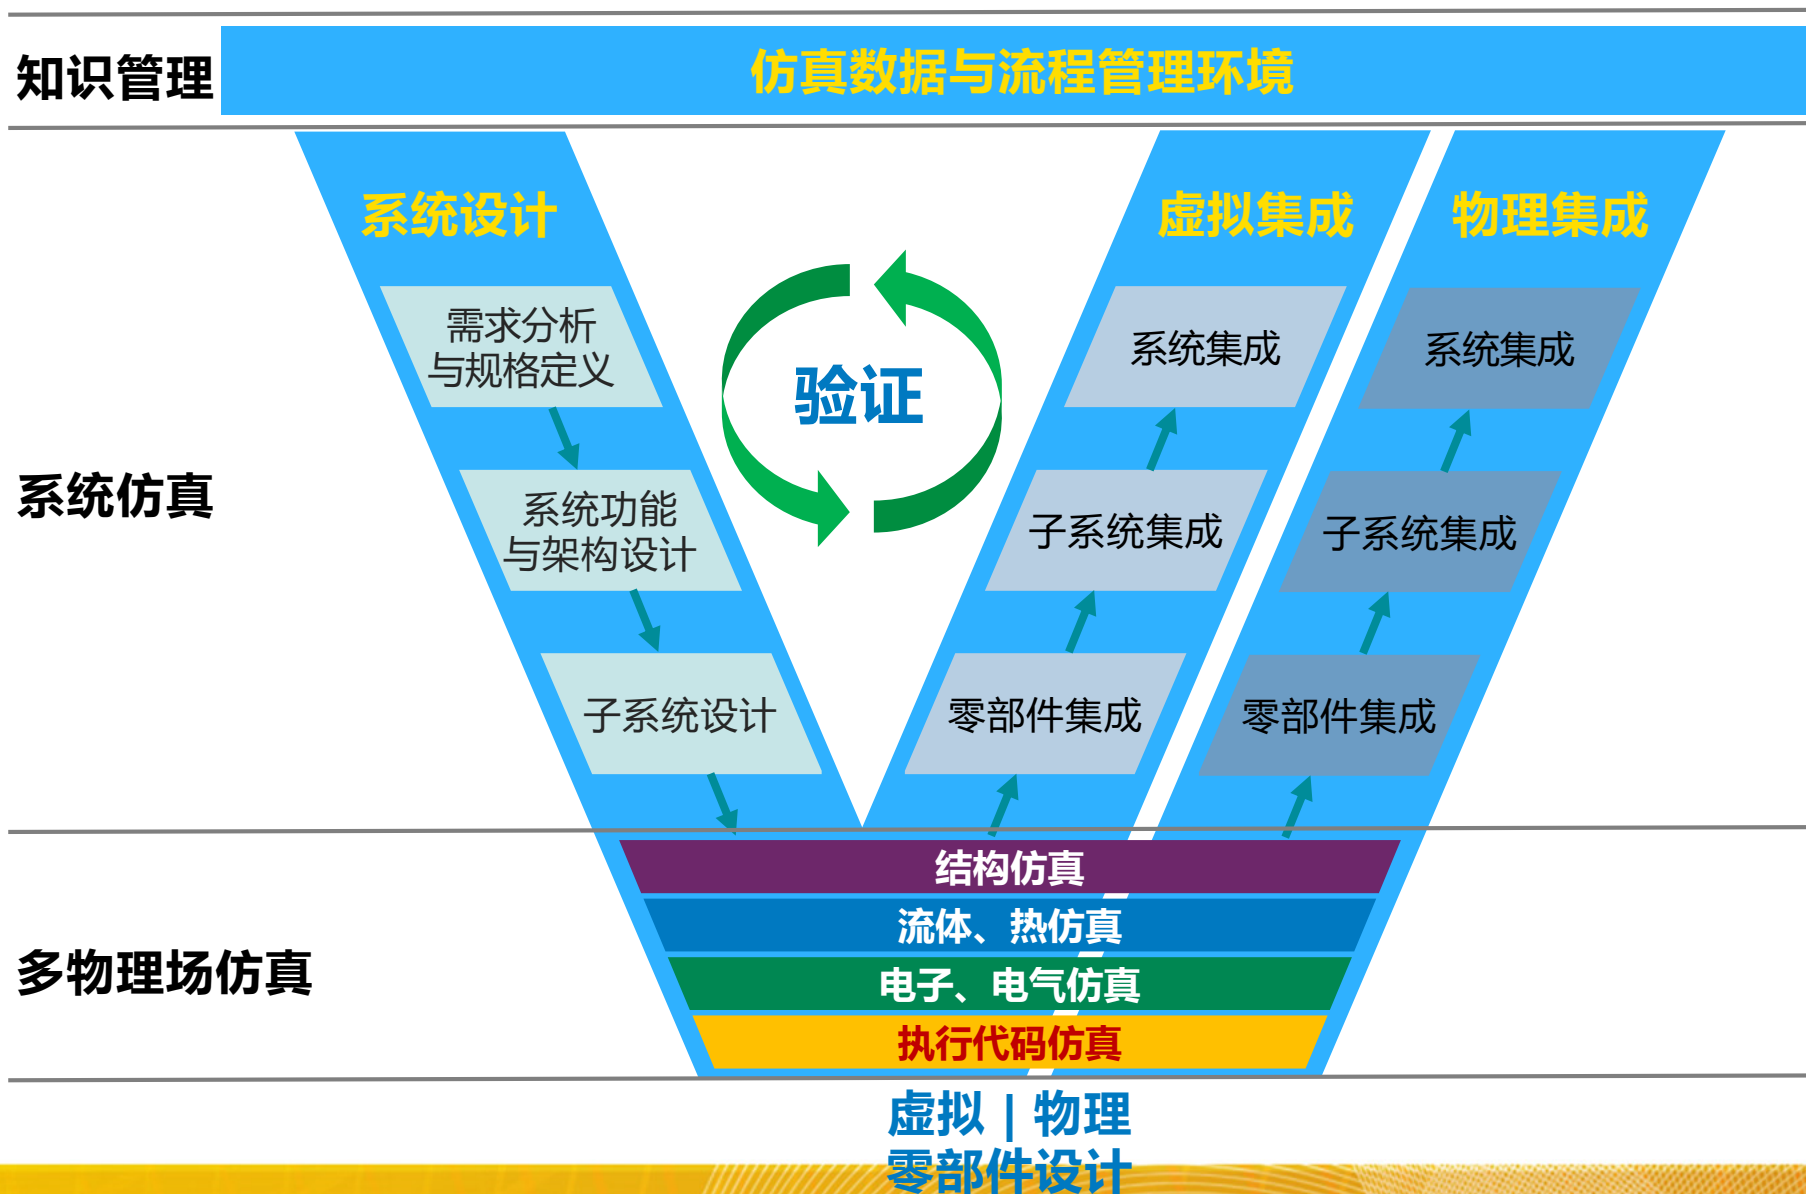 知识管理
仿真数据与流程管理环境
系统设计
虚拟集成
物理集成
需求分析
与规格定义
验证
系统集成
系统集成
系统仿真
系统功能
与架构设计
子系统集成
子系统集成
子系统设计
零部件集成
零部件集成
多物理场仿真
结构仿真
流体、热仿真
电子、电气仿真
执行代码仿真
虚拟 | 物理
零部件设计